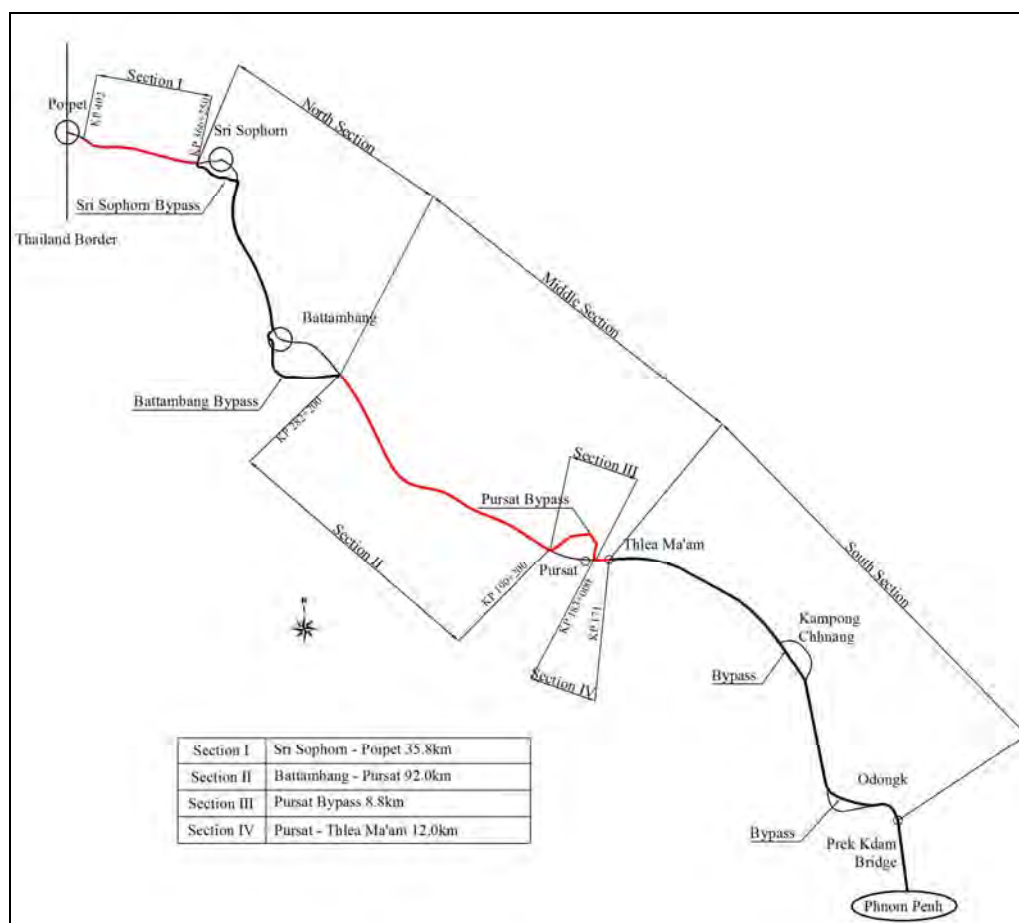 Section I
North Section
Poipet
KP 402
KP 366+250
Sri Sophorn
Sri Sophorn Bypass
Thailand Border
Middle Section
Battambang
Battambang Bypass
KP 282+200
Section III
Pursat Bypass
Section II
Thlea Ma'am
South Section
Pursat
KP 190+200
KP 183+000
KP 171
N
Kampong
Chhnang
Bypass
Section IV
Section I Sri Sophorn - Poipet 35.8km
Section II Battambang - Pursat 92.0km
Section III Pursat Bypass 8.8km
Section IV Pursat - Thlea Ma'am 12.0km
Odongk
Bypass
Prek Kdam
Bridge
Phnom Penh